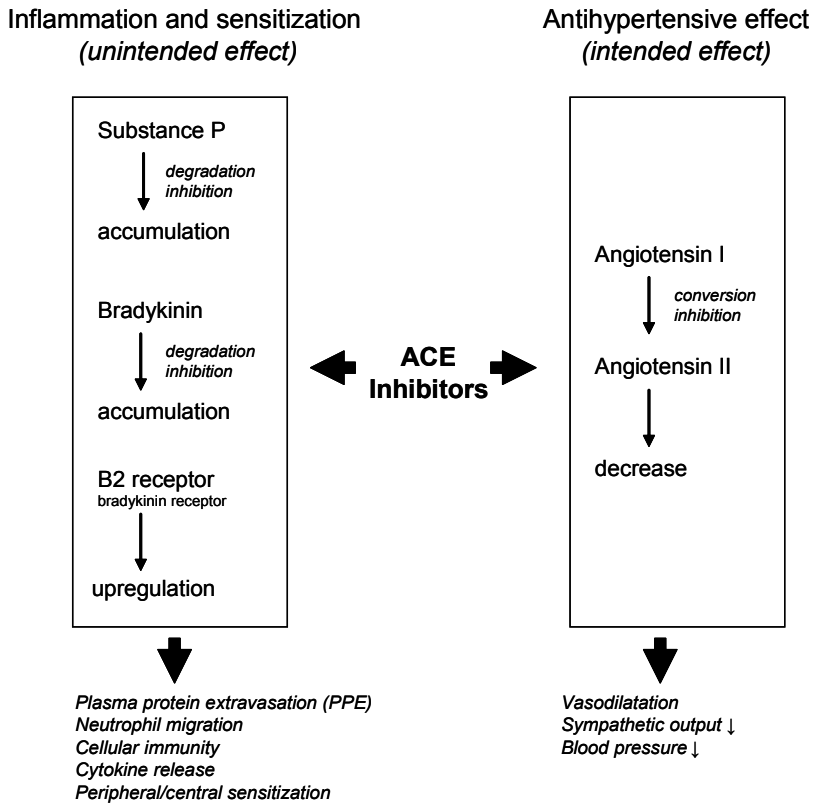 Inflammation and sensitization
(unintended effect)
Substance P
degradation
inhibition
accumulation
Bradykinin
degradation
inhibition
accumulation
B2 receptor
bradykinin receptor
upregulation
Plasma protein extravasation (PPE)
Neutrophil migration
Cellular immunity
Cytokine release
Peripheral/central sensitization
ACE
Inhibitors
Antihypertensive effect
(intended effect)
Angiotensin I
conversion
inhibition
Angiotensin II
decrease
Vasodilatation
Sympathetic output ↓
Blood pressure ↓